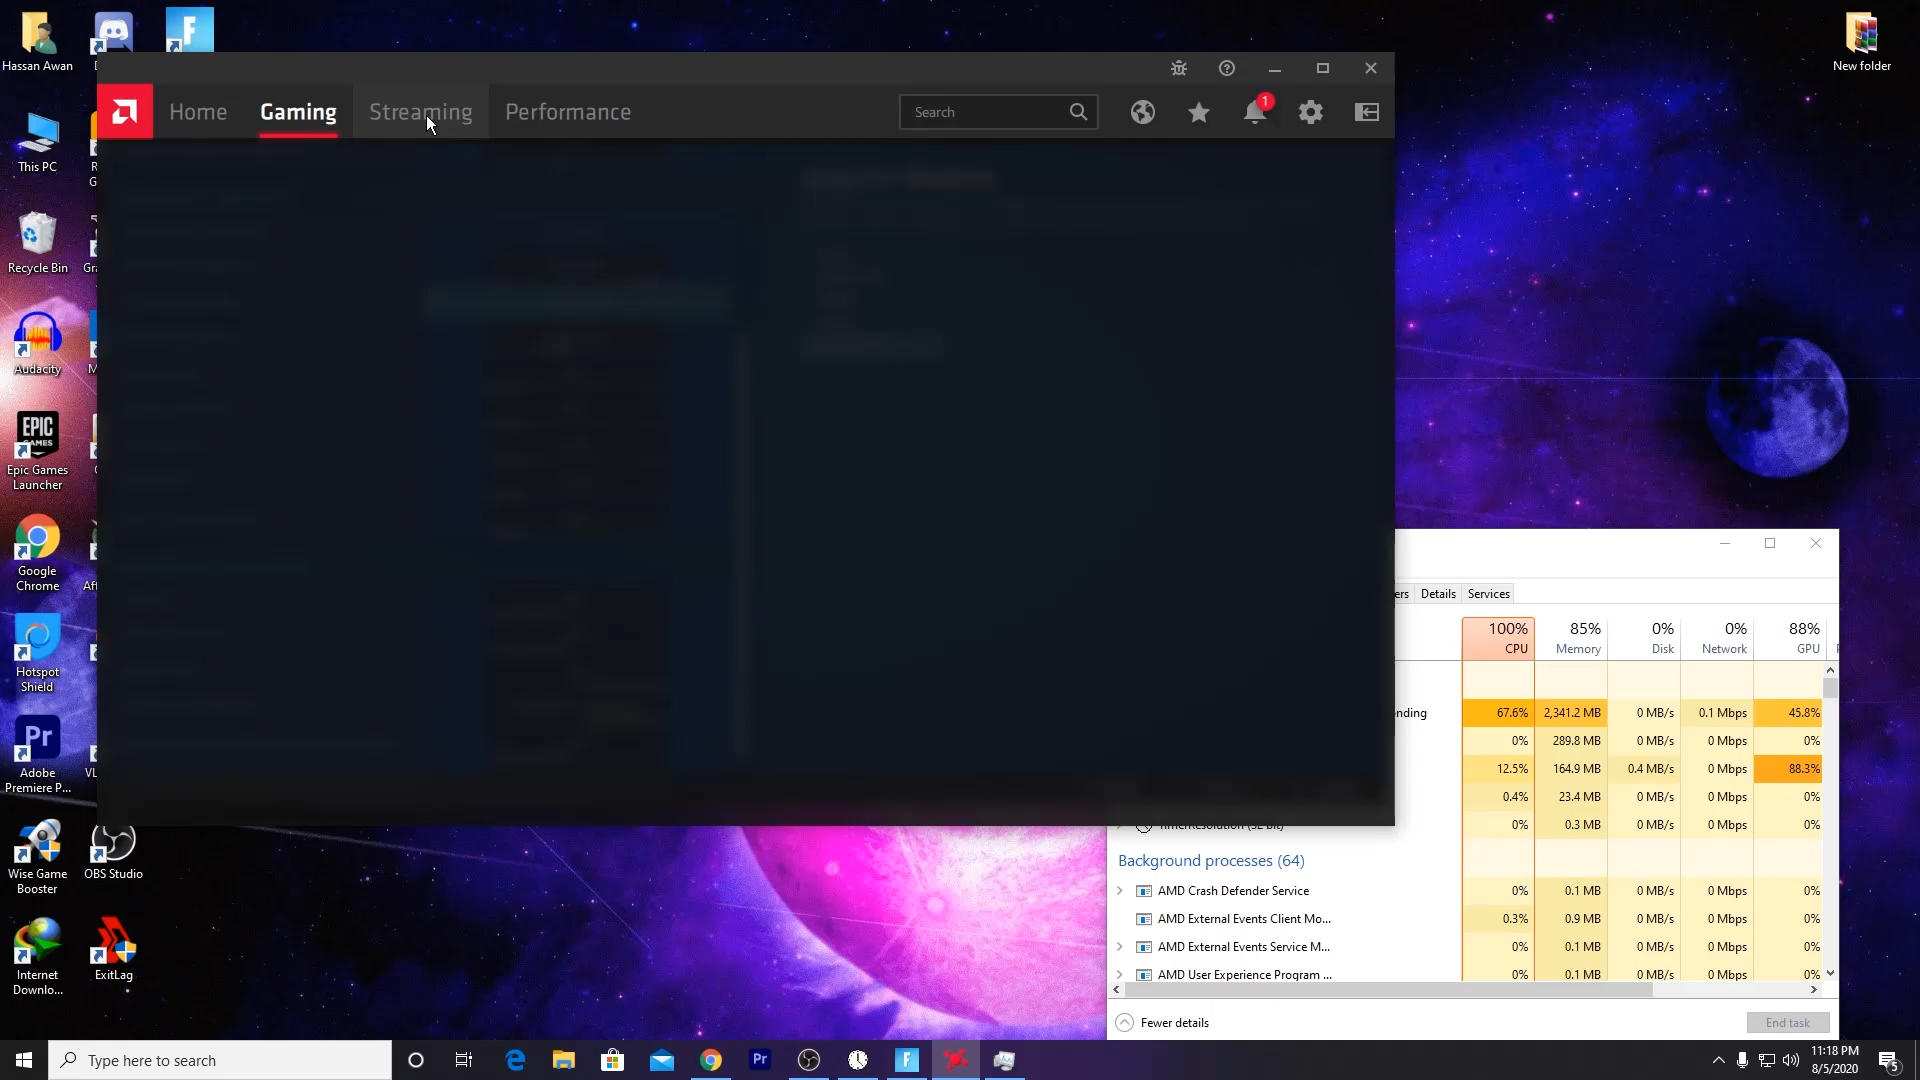 Hassan Awan
This PC
Recycle Bin
Audacity
EPIC
GAMES
Epic Games
Launcher
Google
Chrome
Hotspot
Shield
Pr
Adobe
Premiere P...
Wise Game
Booster
OBS Studio
Internet
Downlo...
ExitLag
New folder
Home
Gaming
Streaming
Performance
Search
1
ers
Details
Services
100%
CPU
85%
Memory
0%
Disk
0%
Network
88%
GPU
nding
67.6%
2,341.2 MB
0 MB/s
0.1 Mbps
45.8%
0%
289.8 MB
0 MB/s
0 Mbps
0%
12.5%
164.9 MB
0.4 MB/s
0 Mbps
88.3%
0.4%
23.4 MB
0 MB/s
0 Mbps
0%
0%
0.3 MB
0 MB/s
0 Mbps
0%
Background processes (64)
AMD Crash Defender Service
0%
0.1 MB
0 MB/s
0 Mbps
0%
AMD External Events Client Mo...
0.3%
0.9 MB
0 MB/s
0 Mbps
0%
AMD External Events Service M...
0%
0.1 MB
0 MB/s
0 Mbps
0%
AMD User Experience Program ...
0%
0.1 MB
0 MB/s
0 Mbps
0%
Fewer details
End task
Type here to search
Pr
F
11:18 PM
8/5/2020
5